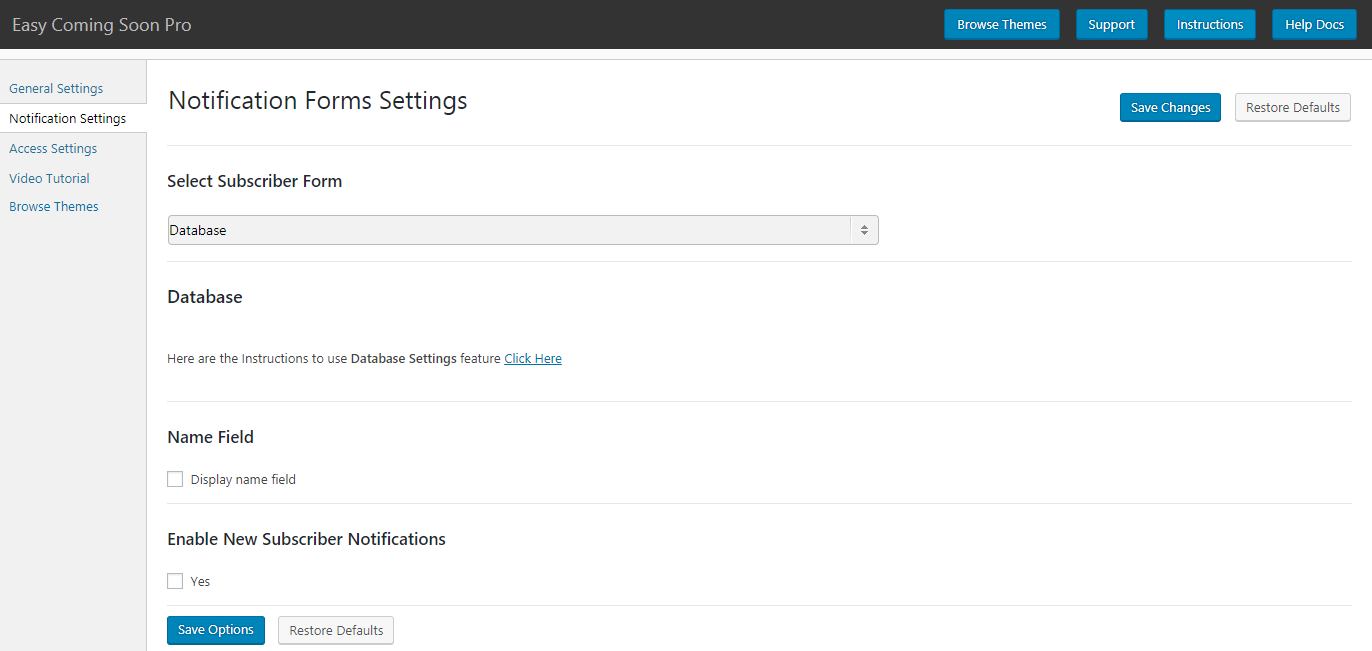 Easy Coming Soon Pro
Browse Themes
Support
Instructions
Help Docs
General Settings
Notification Settings
Access Settings
Video Tutorial
Browse Themes
Notification Forms Settings
Save Changes
Restore Defaults
Select Subscriber Form
Database
Database
Here are the Instructions to use Database Settings feature Click Here
Name Field
Display name field
Enable New Subscriber Notifications
Yes
Save Options
Restore Defaults